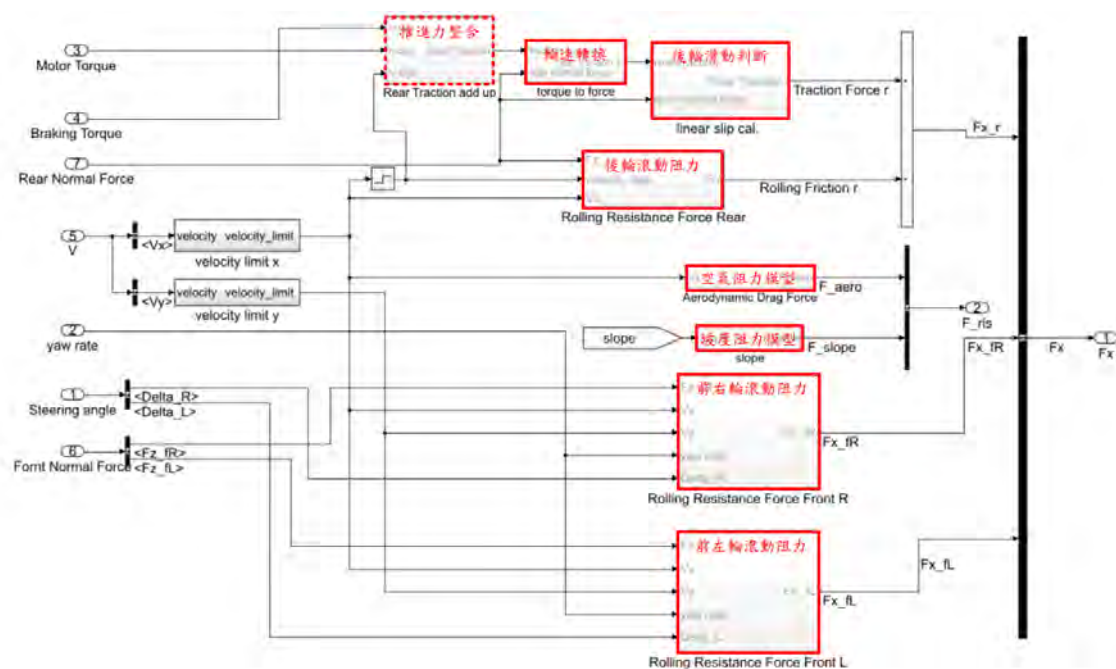 3
Motor Torque
4
Braking Torque
7
Rear Normal Force
5
V
<Vx>
<Vy>
velocity velocity_limit
velocity limit x
velocity velocity_limit
velocity limit y
2
yaw rate
1
Steering angle
<Delta_R>
<Delta_L>
6
Fornt Normal Force
<Fz_fR>
<Fz_fL>
推進力整合
Rear Traction add up
輪速轉換
torque to force
後輪滑動判斷
linear slip cal.
Traction Force r
後輪滾動阻力
Rolling Resistance Force Rear
Rolling Friction r
空氣阻力模型
Aerodynamic Drag Force
F_aero
slope
坡度阻力模型
slope
F_slope
前右輪滾動阻力
Fx_fR
Rolling Resistance Force Front R
前左輪滾動阻力
Fx_fL
Rolling Resistance Force Front L
Fx_r
2
F_ris
Fx_fR
Fx
1
Fx
Fx_fL